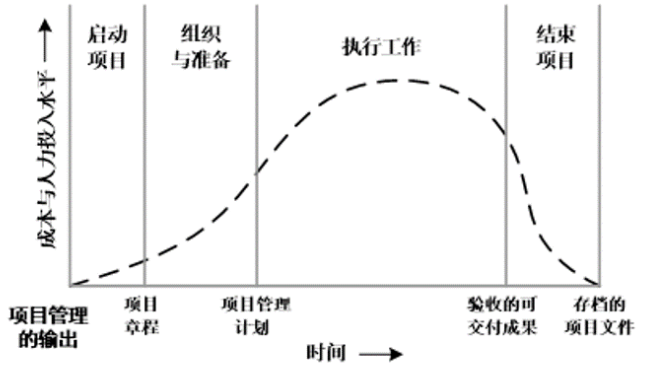 启动
项目
组织
与准备
执行工作
结束
项目
成本与人力投入水平
项目管理
的输出
项目
章程
项目管理
计划
验收的可
交付成果
存档的
项目文件
时间